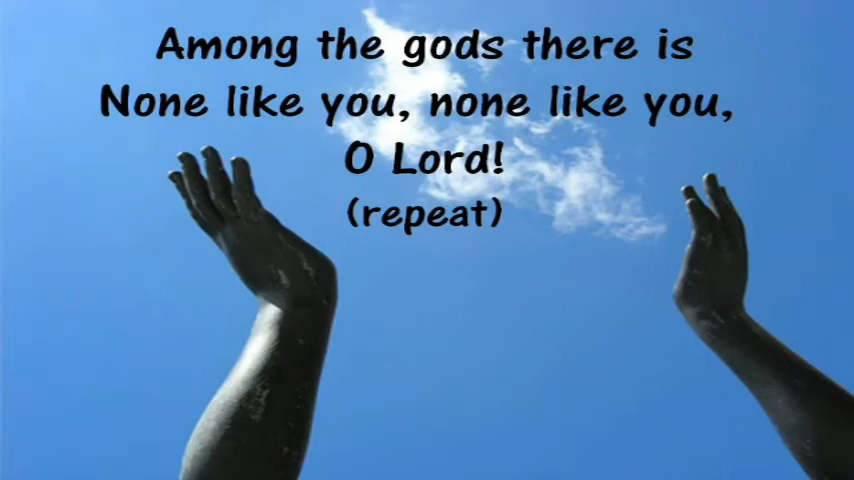 Among the gods there is
None like you, none like you,
O Lord!
(repeat)